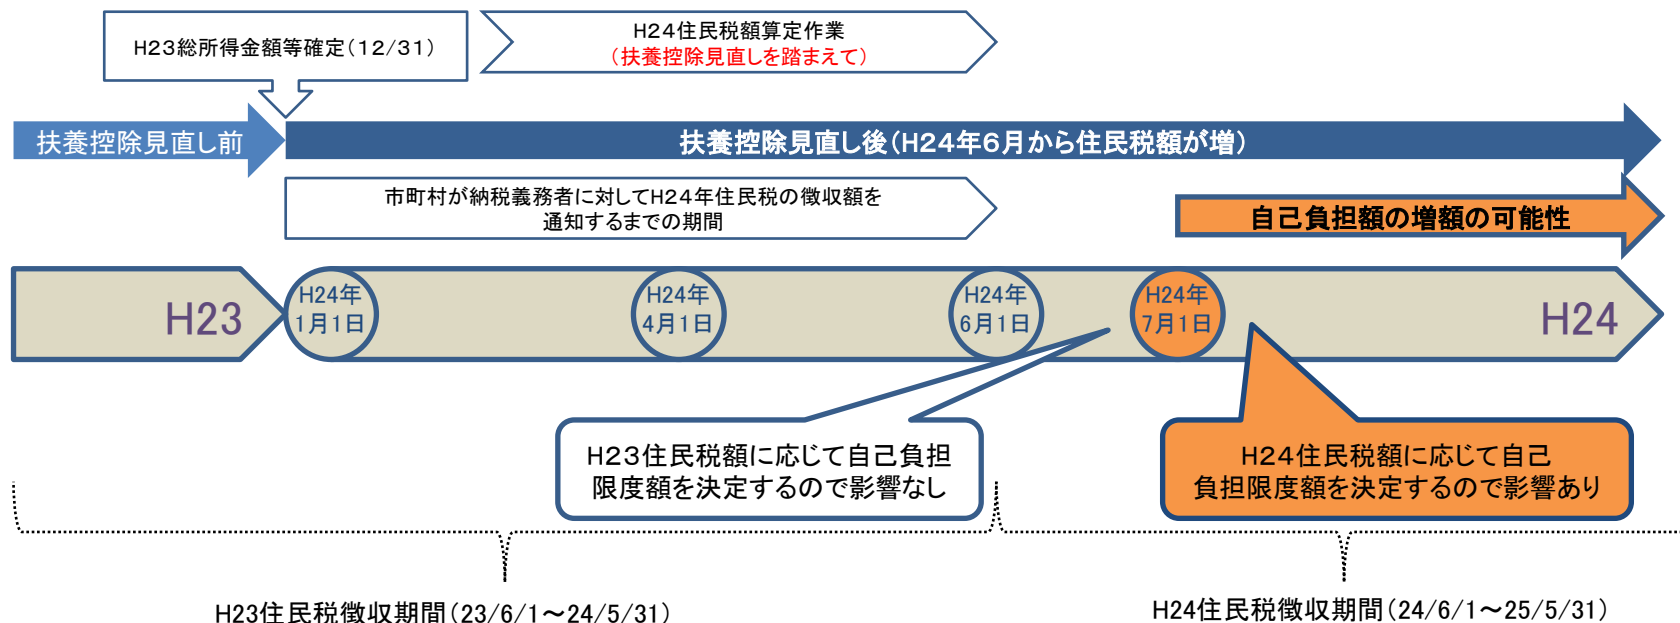 H23総所得金額等確定(12/31)
H24住民税額算定作業
(扶養控除見直しを踏まえて)
扶養控除見直し前
扶養控除見直し後(H24年6月から住民税額が増)
市町村が納税義務者に対してH24年住民税の徴収額を
通知するまでの期間
自己負担額の増額の可能性
H23
H24年
1月1日
H24年
4月1日
H24年
6月1日
H24年
7月1日
H24
H23住民税額に応じて自己負担
限度額を決定するので影響なし
H24住民税額に応じて自己
負担限度額を決定するので影響あり
H23住民税徴収期間(23/6/1～24/5/31)
H24住民税徴収期間(24/6/1～25/5/31)